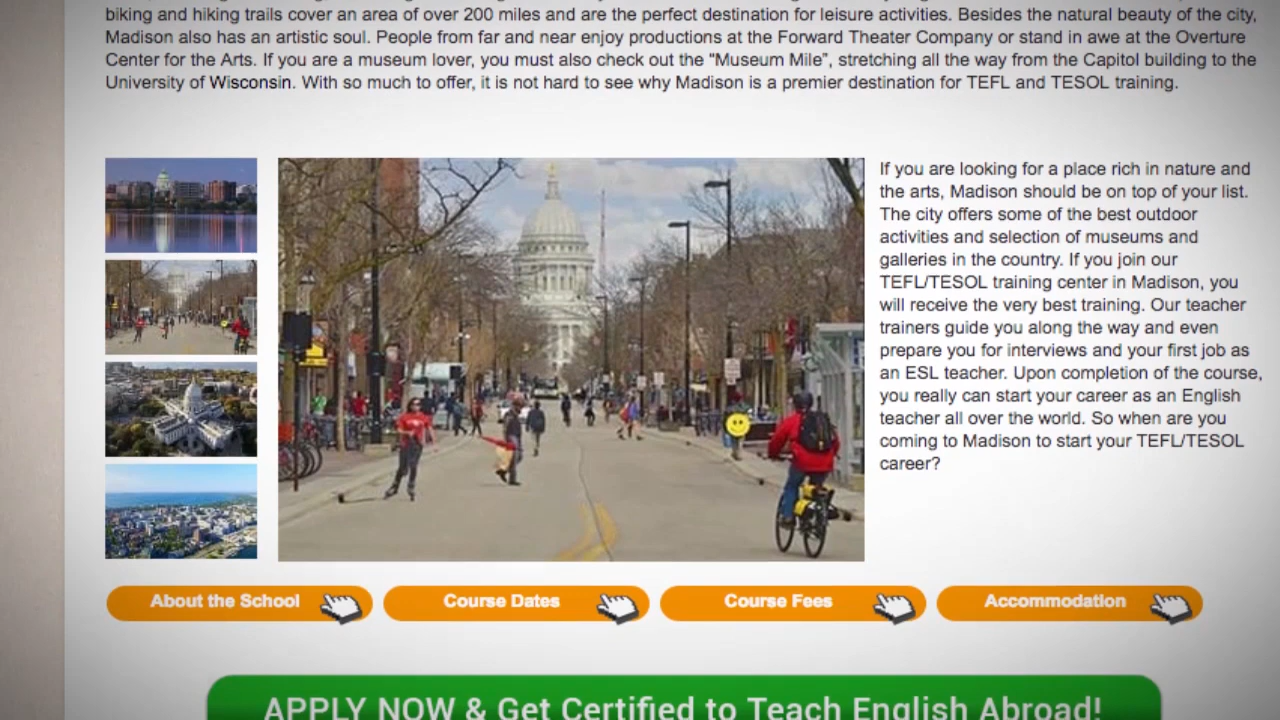 biking and hiking trails cover an area of over 200 miles and are the perfect destination for leisure activities. Besides the natural beauty of the city,
Madison also has an artistic soul. People from far and near enjoy productions at the Forward Theater Company or stand in awe at the Overture
Center for the Arts. If you are a museum lover, you must also check out the "Museum Mile", stretching all the way from the Capitol building to the
University of Wisconsin. With so much to offer, it is not hard to see why Madison is a premier destination for TEFL and TESOL training.
If you are looking for a place rich in nature and
the arts, Madison should be on top of your list.
The city offers some of the best outdoor
activities and selection of museums and
galleries in the country. If you join our
TEFL/TESOL training center in Madison, you
will receive the very best training. Our teacher
trainers guide you along the way and even
prepare you for interviews and your first job as
an ESL teacher. Upon completion of the course,
you really can start your career as an English
teacher all over the world. So when are you
coming to Madison to start your TEFL/TESOL
career?
About the School
Course Dates
Course Fees
Accommodation
APPLY NOW & Get Certified to Teach English Abroad!